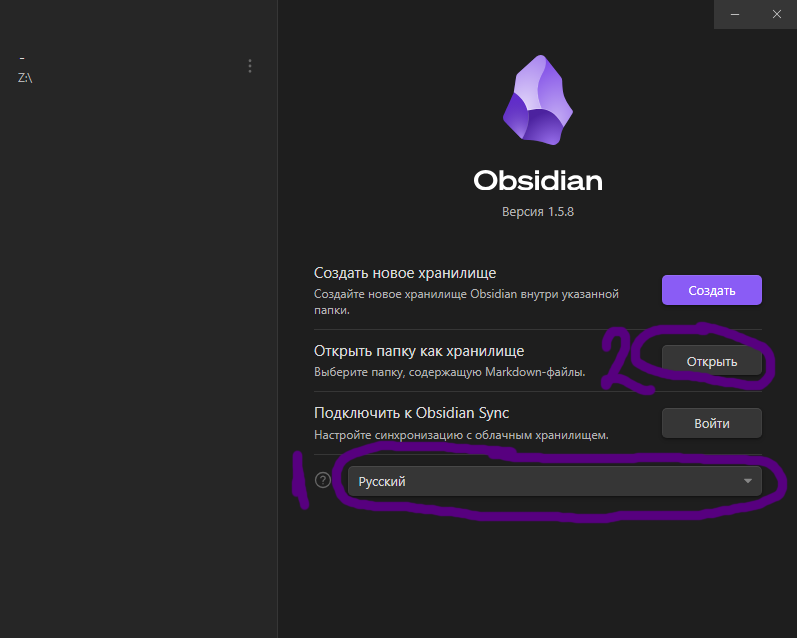 -
Z:\
Obsidian
Версия 1.5.8
Создать новое хранилище
Создайте новое хранилище Obsidian внутри указанной
папки.
Создать
Открыть папку как хранилище
Выберите папку, содержащую Markdown-файлы.
2
Открыть
Подключить к Obsidian Sync
Настройте синхронизацию с облачным хранилищем.
Войти
1
?
Русский